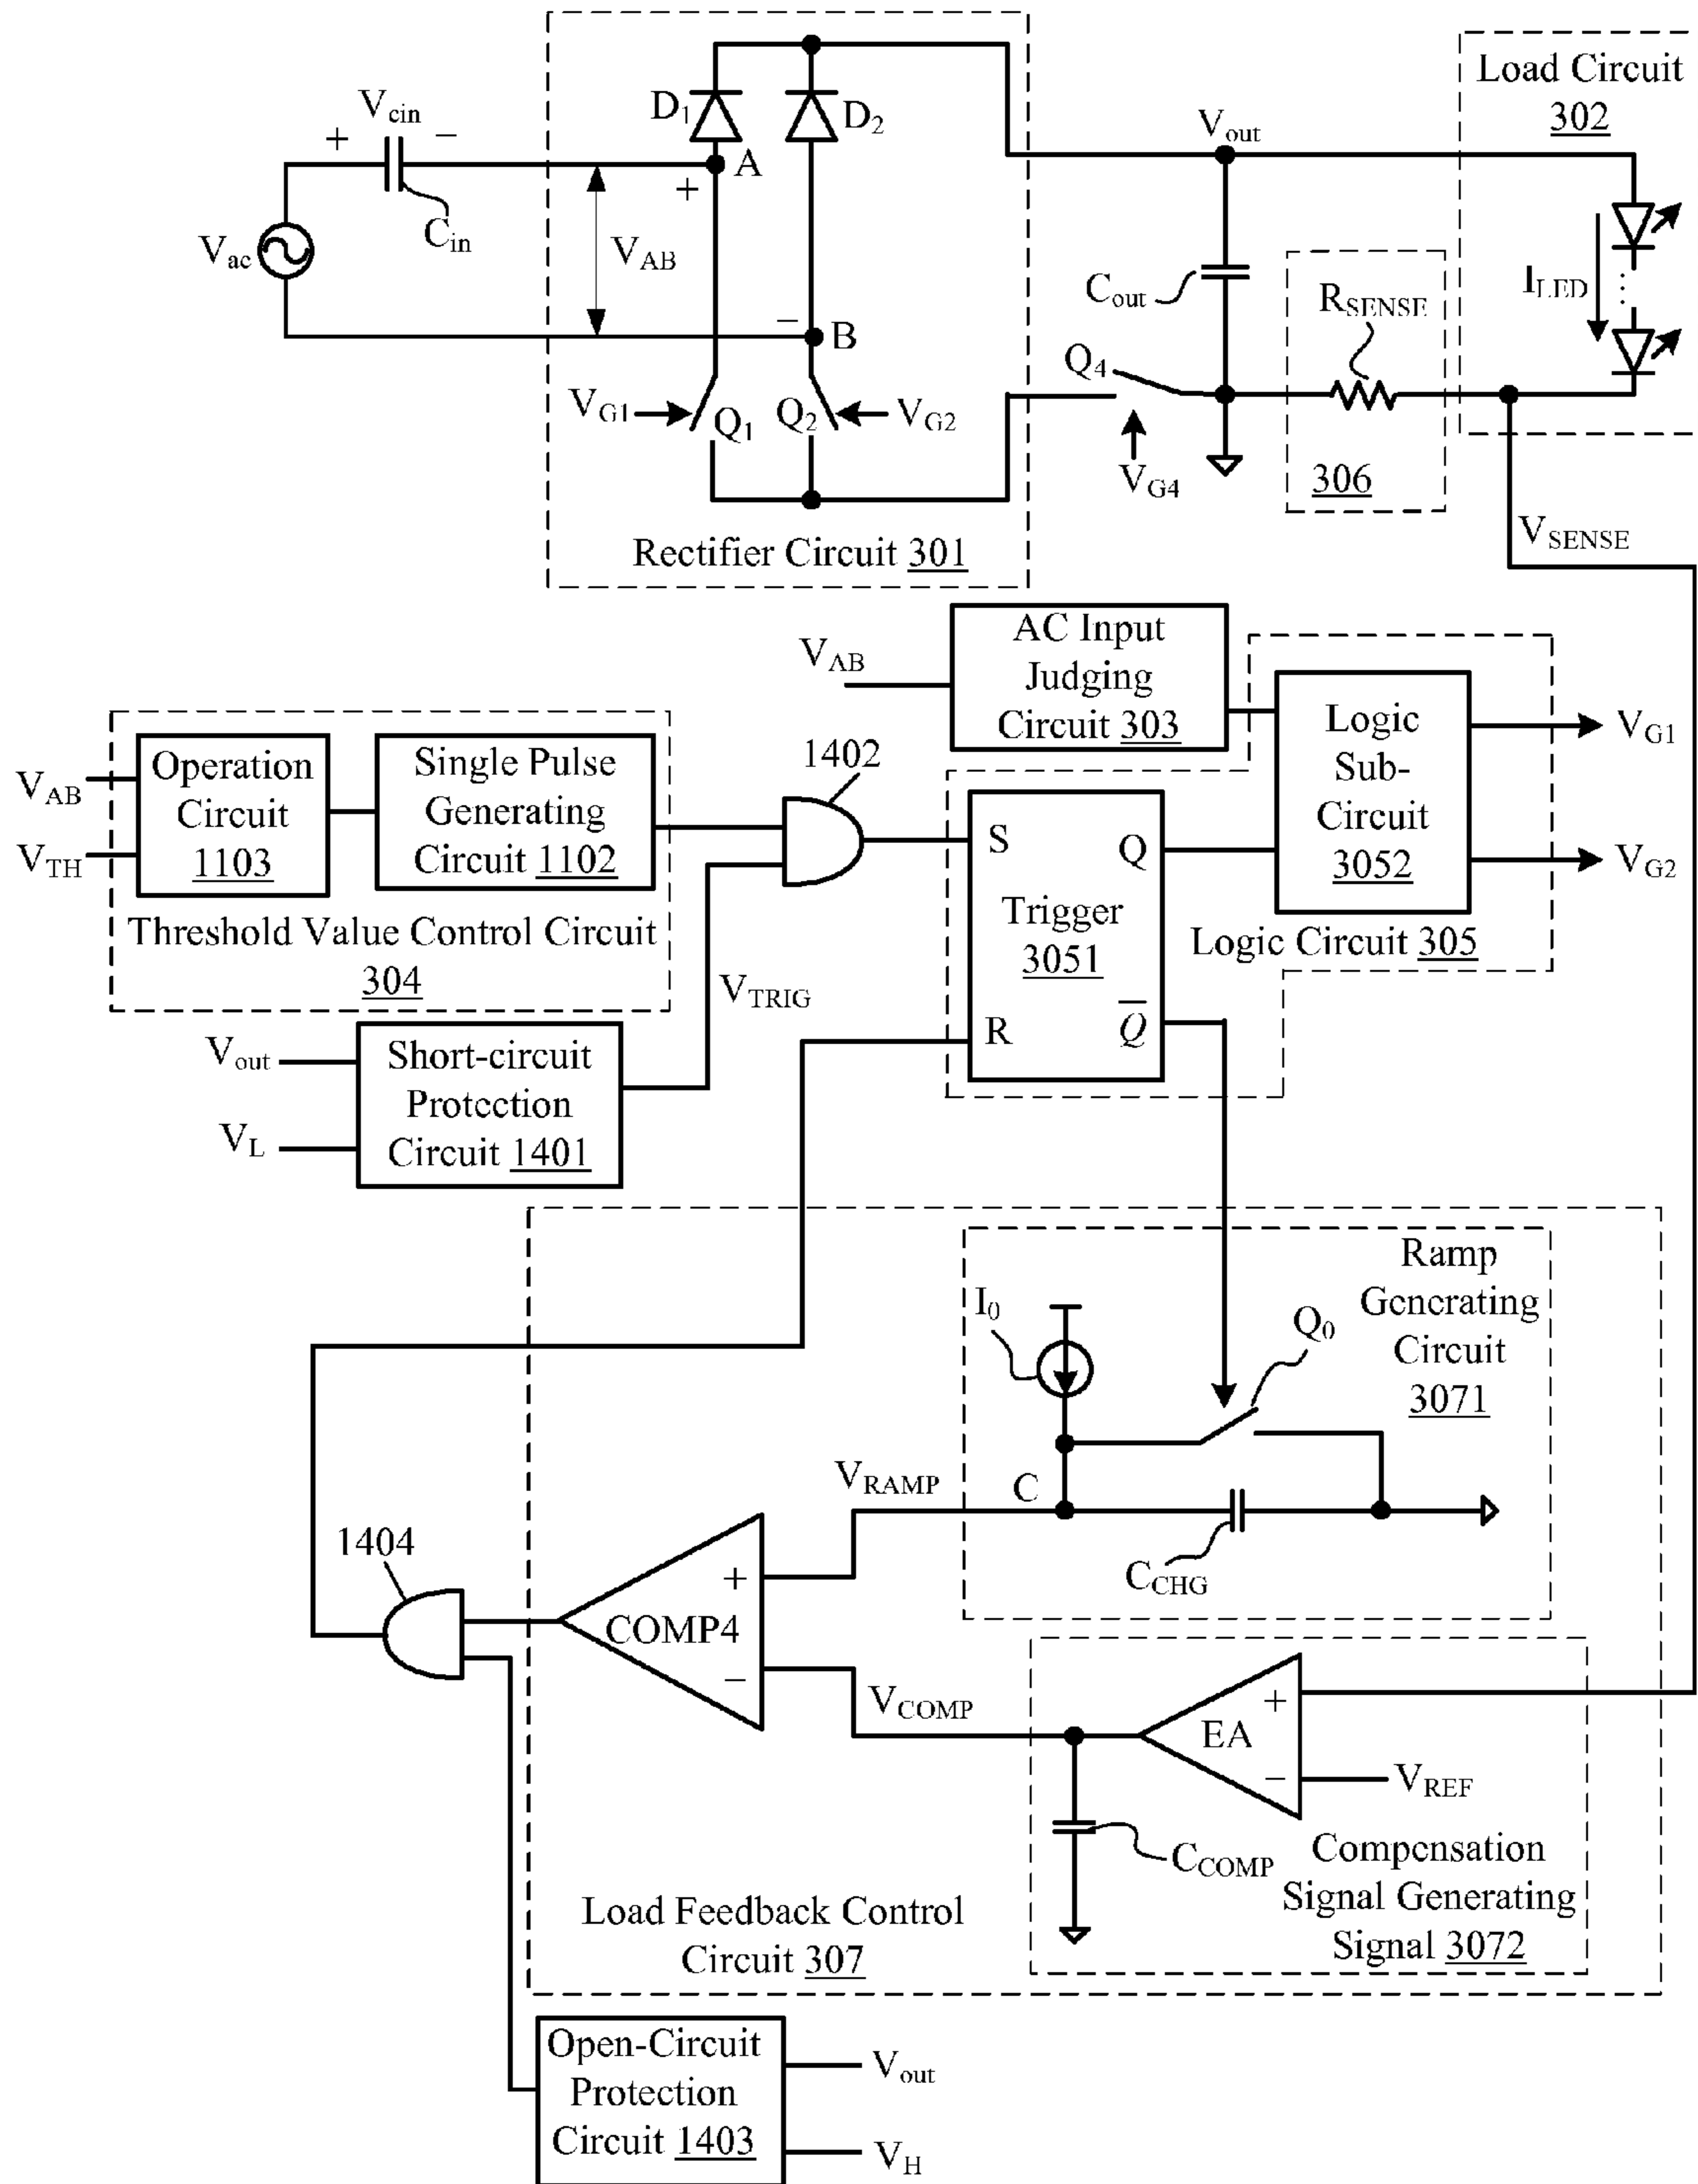 Load Circuit
302
Vcin
+ −
D1
D2
Vout
A
+
Cin
Vac
VAB
Cout
RSENSE
ILED
−
B
Q4
VG1
Q1
Q2
VG2
VG4
306
VSENSE
Rectifier Circuit 301
AC Input
Judging
Circuit 303
VAB
Logic
Sub-
Circuit
3052
VG1
VG2
Operation
Circuit
1103
Single Pulse
Generating
Circuit 1102
1402
VAB
VTH
Threshold Value Control Circuit
304
S
Q
Trigger
3051
R
Q̅
Logic Circuit 305
VTRIG
Vout
VL
Short-circuit
Protection
Circuit 1401
Ramp
Generating
Circuit
3071
I0
Q0
VRAMP
C
CCHG
1404
+
COMP4
−
VCOMP
+
EA
−
VREF
CCOMP
Compensation
Signal Generating
Signal 3072
Load Feedback Control
Circuit 307
Open-Circuit
Protection
Circuit 1403
Vout
VH